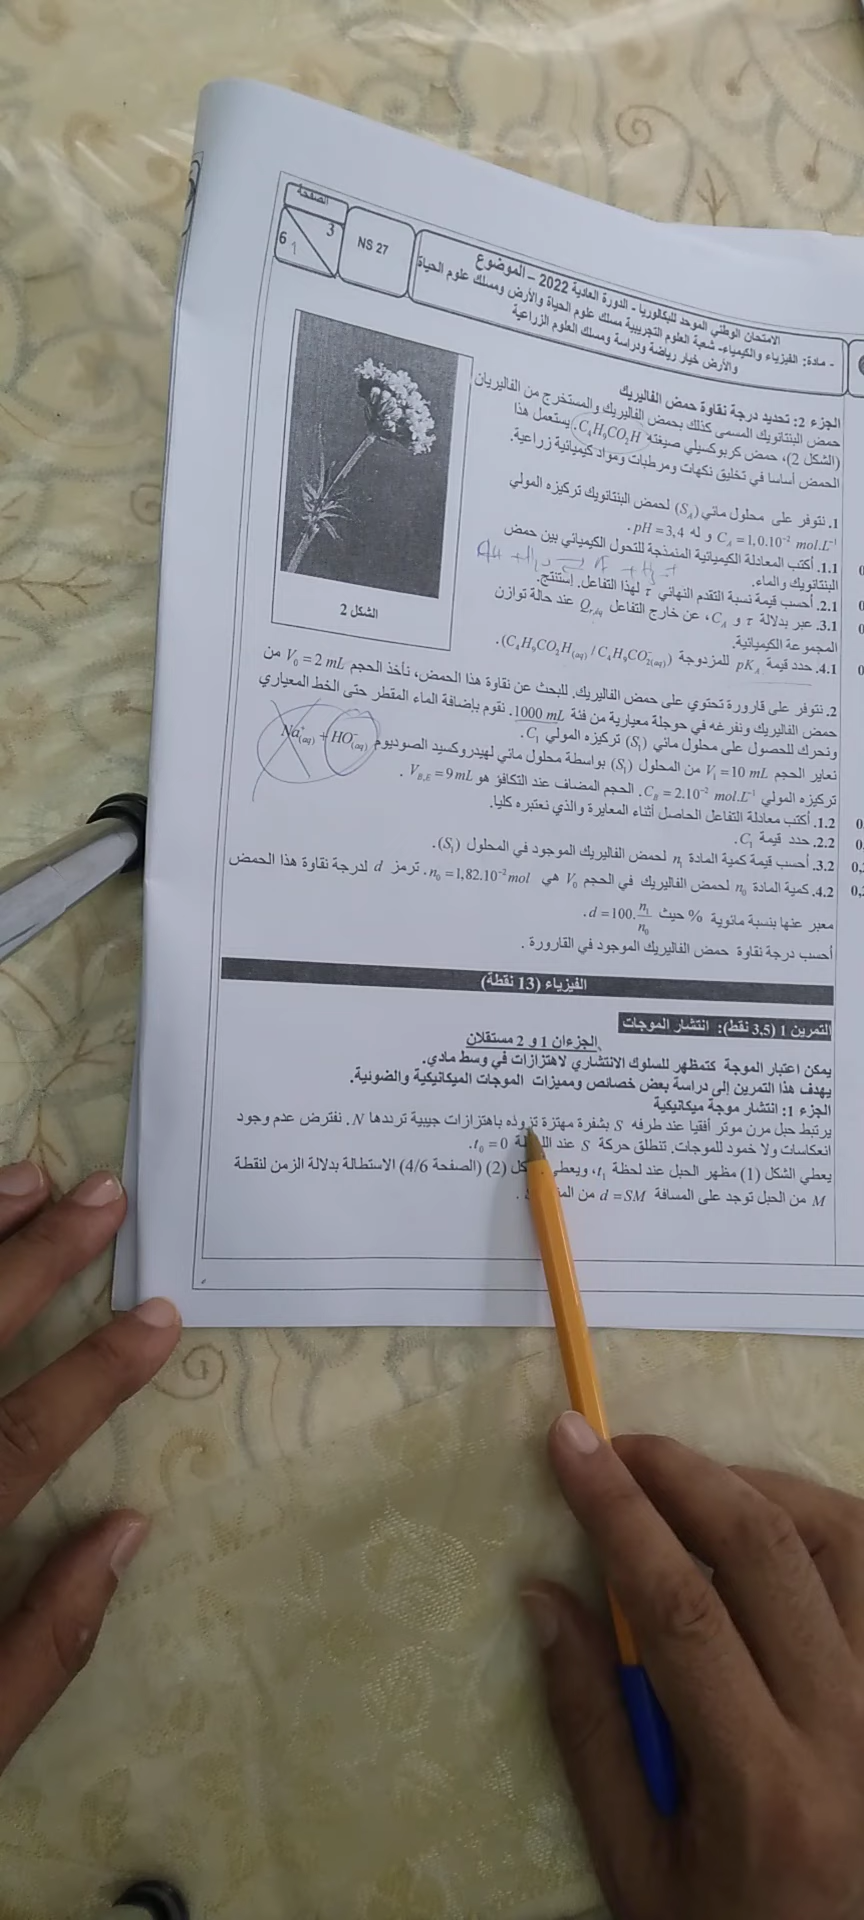 الصفحة
3
6
1
NS 27
الامتحان الوطني الموحد للبكالوريا - الدورة العادية 2022 – الموضوع
- مادة: الفيزياء والكيمياء- شعبة العلوم التجريبية مسلك علوم الحياة والأرض ومسلك علوم الحياة
والأرض خيار رياضة ودراسة ومسلك العلوم الزراعية
الجزء 2: تحديد درجة نقاوة حمض الفاليريك
حمض البنتانويك المسمى كذلك بحمض الفاليريك والمستخرج من الفاليريان
(الشكل 2)، حمض كربوكسيلي صيغته C₄H₉CO₂H. يستعمل هذا
الحمض أساسا في تخليق نكهات ومرطبات ومواد كيميائية زراعية.
1. نتوفر على محلول مائي (S_A) لحمض البنتانويك تركيزه المولي
C_A = 1,0.10⁻² mol.L⁻¹ و له pH = 3,4 .
1.1. أكتب المعادلة الكيميائية المنمذجة للتحول الكيميائي بين حمض
البنتانويك والماء.
2.1. أحسب قيمة نسبة التقدم النهائي τ لهذا التفاعل. إستنتج.
3.1. عبر بدلالة τ و C_A، عن خارج التفاعل Q_r,éq عند حالة توازن
المجموعة الكيميائية.
4.1. حدد قيمة pK_A للمزدوجة (C₄H₉CO₂H(aq) / C₄H₉CO₂⁻(aq)).
الشكل 2
2. نتوفر على قارورة تحتوي على حمض الفاليريك. للبحث عن نقاوة هذا الحمض، نأخذ الحجم V₀ = 2 mL من
حمض الفاليريك ونفرغه في حوجلة معيارية من فئة 1000 mL. نقوم بإضافة الماء المقطر حتى الخط المعياري
ونحرك للحصول على محلول مائي (S₁) تركيزه المولي C₁.
نعاير الحجم V₁ = 10 mL من المحلول (S₁) بواسطة محلول مائي لهيدروكسيد الصوديوم Na⁺(aq) + HO⁻(aq)
تركيزه المولي C_B = 2.10⁻² mol.L⁻¹. الحجم المضاف عند التكافؤ هو V_B,E = 9 mL .
1.2. أكتب معادلة التفاعل الحاصل أثناء المعايرة والذي نعتبره كليا.
2.2. حدد قيمة C₁.
3.2. أحسب قيمة كمية المادة n₁ لحمض الفاليريك الموجود في المحلول (S₁).
4.2. كمية المادة n₀ لحمض الفاليريك في الحجم V₀ هي n₀ = 1,82.10⁻² mol. ترمز d لدرجة نقاوة هذا الحمض
معبر عنها بنسبة مائوية % حيث d = 100.n₁/n₀ .
أحسب درجة نقاوة حمض الفاليريك الموجود في القارورة .
الفيزياء (13 نقطة)
التمرين 1 (3,5 نقط): انتشار الموجات
الجزءان 1 و 2 مستقلان
يمكن اعتبار الموجة كتمظهر للسلوك الانتشاري لاهتزازات في وسط مادي.
يهدف هذا التمرين إلى دراسة بعض خصائص ومميزات الموجات الميكانيكية والضوئية.
الجزء 1: انتشار موجة ميكانيكية
يرتبط حبل مرن موتر أفقيا عند طرفه S بشفرة مهتزة تزوده باهتزازات جيبية ترددها N. نفترض عدم وجود
انعكاسات ولا خمود للموجات. تنطلق حركة S عند t₀ = 0.
يعطي الشكل (1) مظهر الحبل عند لحظة t₁، ويعطي (2) (الصفحة 4/6) الاستطالة بدلالة الزمن لنقطة
M من الحبل توجد على المسافة d = SM من